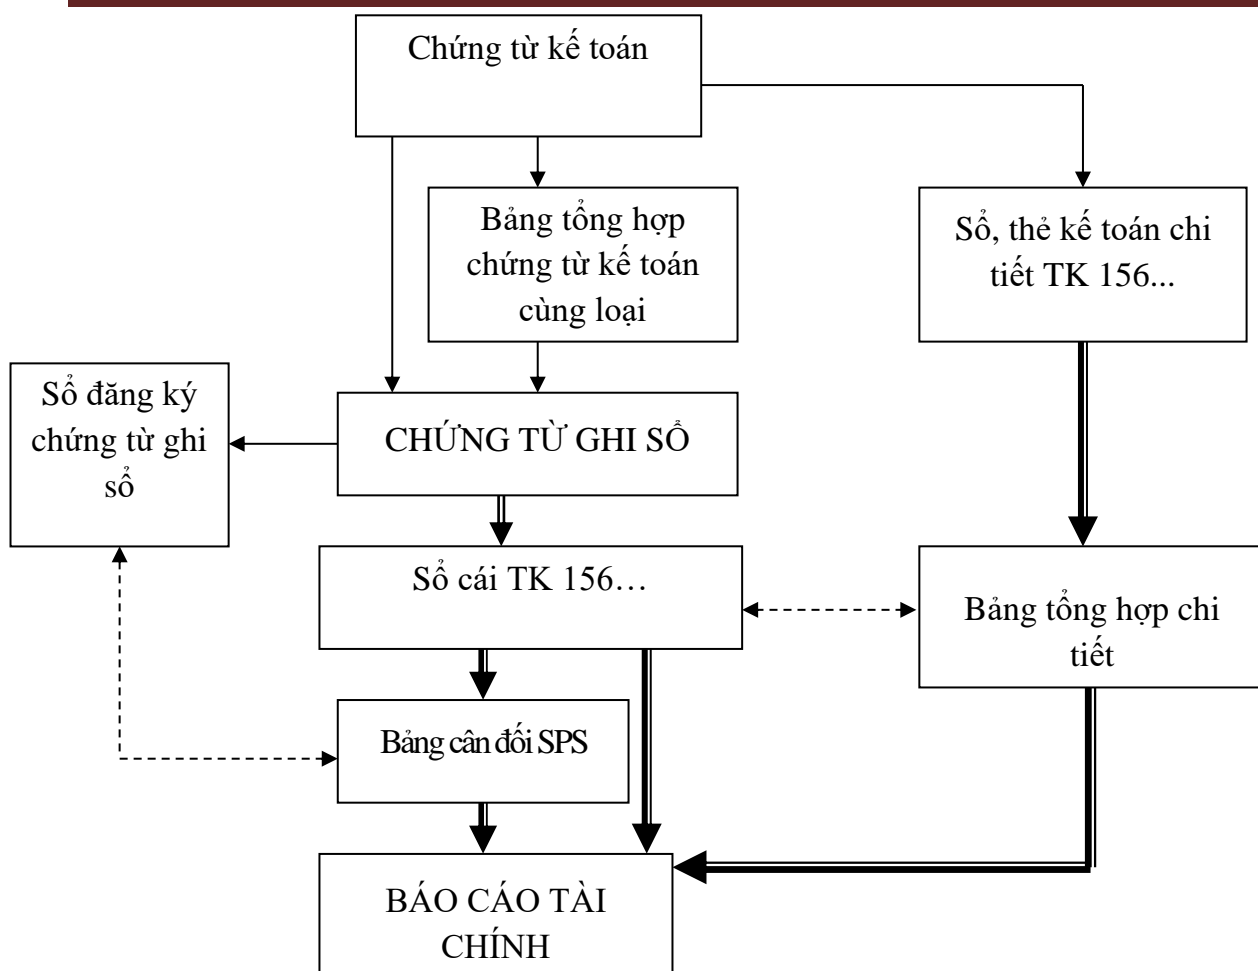 Chứng từ kế toán
Bảng tổng hợp
chứng từ kế toán
cùng loại
Sổ, thẻ kế toán chi
tiết TK 156...
Sổ đăng ký
chứng từ ghi
sổ
CHỨNG TỪ GHI SỔ
Sổ cái TK 156…
Bảng tổng hợp chi
tiết
Bảng cân đối SPS
BÁO CÁO TÀI
CHÍNH